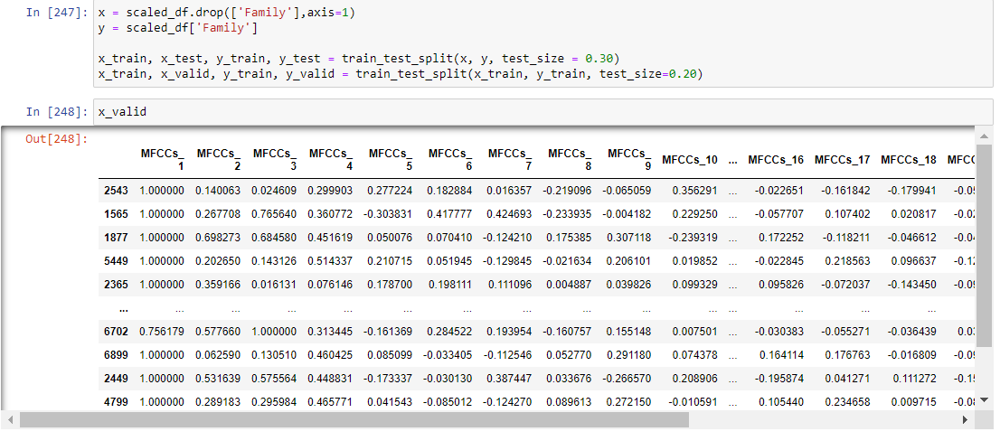 In [247]: x = scaled_df.drop(['Family'],axis=1)
y = scaled_df['Family']
x_train, x_test, y_train, y_test = train_test_split(x, y, test_size = 0.30)
x_train, x_valid, y_train, y_valid = train_test_split(x_train, y_train, test_size=0.20)
In [248]: x_valid
Out[248]:
MFCCs_1 MFCCs_2 MFCCs_3 MFCCs_4 MFCCs_5 MFCCs_6 MFCCs_7 MFCCs_8 MFCCs_9 MFCCs_10 ... MFCCs_16 MFCCs_17 MFCCs_18 MFCC
2543 1.000000 0.140063 0.024609 0.299903 0.277224 0.182884 0.016357 -0.219096 -0.065059 0.356291 ... -0.022651 -0.161842 -0.179941 -0.05
1565 1.000000 0.267708 0.765640 0.360772 -0.303831 0.417777 0.424693 -0.233935 -0.004182 0.229250 ... -0.057707 0.107402 0.020817 -0.02
1877 1.000000 0.698273 0.684580 0.451619 0.050076 0.070410 -0.124210 0.175385 0.307118 -0.239319 ... 0.172252 -0.118211 -0.046612 -0.04
5449 1.000000 0.202650 0.143126 0.514337 0.210715 0.051945 -0.129845 -0.021634 0.206101 0.019852 ... -0.022845 0.218563 0.096637 -0.12
2365 1.000000 0.359166 0.016131 0.076146 0.178700 0.198111 0.111096 0.004887 0.039826 0.099329 ... 0.095826 -0.072037 -0.143450 -0.09
... ... ... ... ... ... ... ... ... ... ... ... ... ... ...
6702 0.756179 0.577660 1.000000 0.313445 -0.161369 0.284522 0.193954 -0.160757 0.155148 0.007501 ... -0.030383 -0.055271 -0.036439 0.03
6899 1.000000 0.062590 0.130510 0.460425 0.085099 -0.033405 -0.112546 0.052770 0.291180 0.074378 ... 0.164114 0.176763 -0.016809 -0.09
2449 1.000000 0.531639 0.575564 0.448831 -0.173337 -0.030130 0.387447 0.033676 -0.266570 0.208906 ... -0.195874 0.041271 0.111272 -0.15
4799 1.000000 0.289183 0.295984 0.465771 0.041543 -0.085012 -0.124270 0.089613 0.272150 -0.010591 ... 0.105440 0.234658 0.009715 -0.08